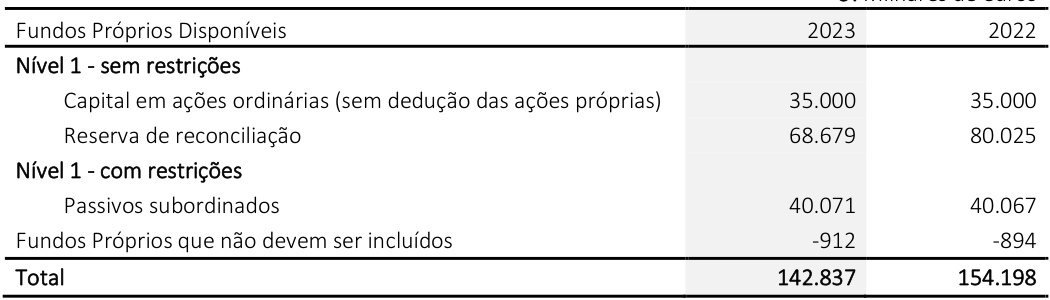 Fundos Próprios Disponíveis 2023 2022
Nível 1 - sem restrições
Capital em ações ordinárias (sem dedução das ações próprias) 35.000 35.000
Reserva de reconciliação 68.679 80.025
Nível 1 - com restrições
Passivos subordinados 40.071 40.067
Fundos Próprios que não devem ser incluídos -912 -894
Total 142.837 154.198